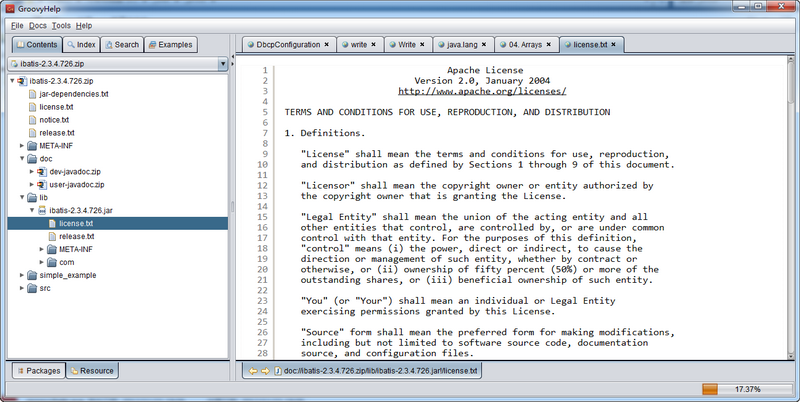 GroovyHelp
File Docs Tools Help
Contents Index Search Examples
ibatis-2.3.4.726.zip
ibatis-2.3.4.726.zip
jar-dependencies.txt
license.txt
notice.txt
release.txt
META-INF
doc
dev-javadoc.zip
user-javadoc.zip
lib
ibatis-2.3.4.726.jar
license.txt
release.txt
META-INF
com
simple_example
src
Packages Resource
DbcpConfiguration write Write java.lang 04. Arrays license.txt
1 Apache License
2 Version 2.0, January 2004
3 http://www.apache.org/licenses/
4
5 TERMS AND CONDITIONS FOR USE, REPRODUCTION, AND DISTRIBUTION
6
7 1. Definitions.
8
9 "License" shall mean the terms and conditions for use, reproduction,
10 and distribution as defined by Sections 1 through 9 of this document.
11
12 "Licensor" shall mean the copyright owner or entity authorized by
13 the copyright owner that is granting the License.
14
15 "Legal Entity" shall mean the union of the acting entity and all
16 other entities that control, are controlled by, or are under common
17 control with that entity. For the purposes of this definition,
18 "control" means (i) the power, direct or indirect, to cause the
19 direction or management of such entity, whether by contract or
20 otherwise, or (ii) ownership of fifty percent (50%) or more of the
21 outstanding shares, or (iii) beneficial ownership of such entity.
22
23 "You" (or "Your") shall mean an individual or Legal Entity
24 exercising permissions granted by this License.
25
26 "Source" form shall mean the preferred form for making modifications,
27 including but not limited to software source code, documentation
28 source, and configuration files.
doc://ibatis-2.3.4.726.zip/lib/ibatis-2.3.4.726.jar!license.txt
17.37%